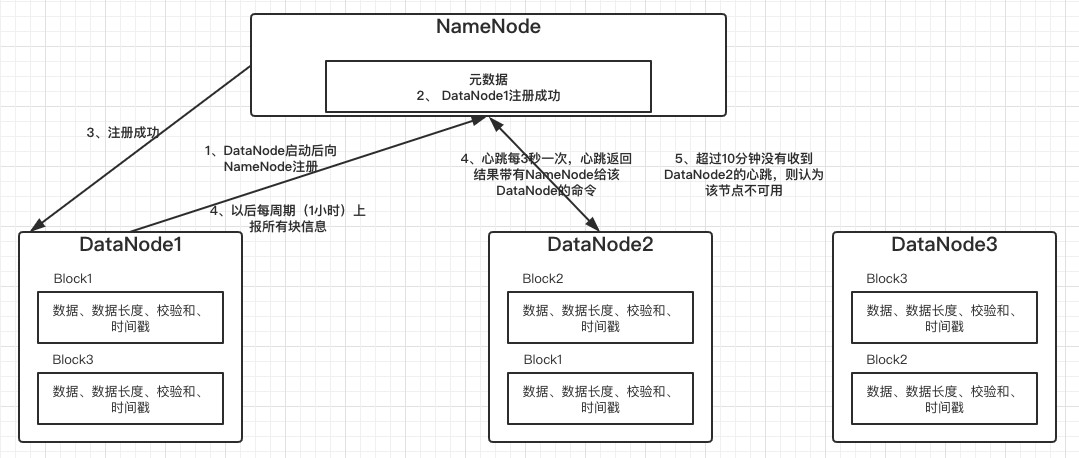 NameNode
元数据
2、 DataNode1注册成功
3、注册成功
1、DataNode启动后向
NameNode注册
4、以后每周期（1小时）上
报所有块信息
4、心跳每3秒一次，心跳返回
结果带有NameNode给该
DataNode的命令
5、超过10分钟没有收到
DataNode2的心跳，则认为
该节点不可用
DataNode1
Block1
数据、数据长度、校验和、
时间戳
Block3
数据、数据长度、校验和、
时间戳
DataNode2
Block2
数据、数据长度、校验和、
时间戳
Block1
数据、数据长度、校验和、
时间戳
DataNode3
Block3
数据、数据长度、校验和、
时间戳
Block2
数据、数据长度、校验和、
时间戳